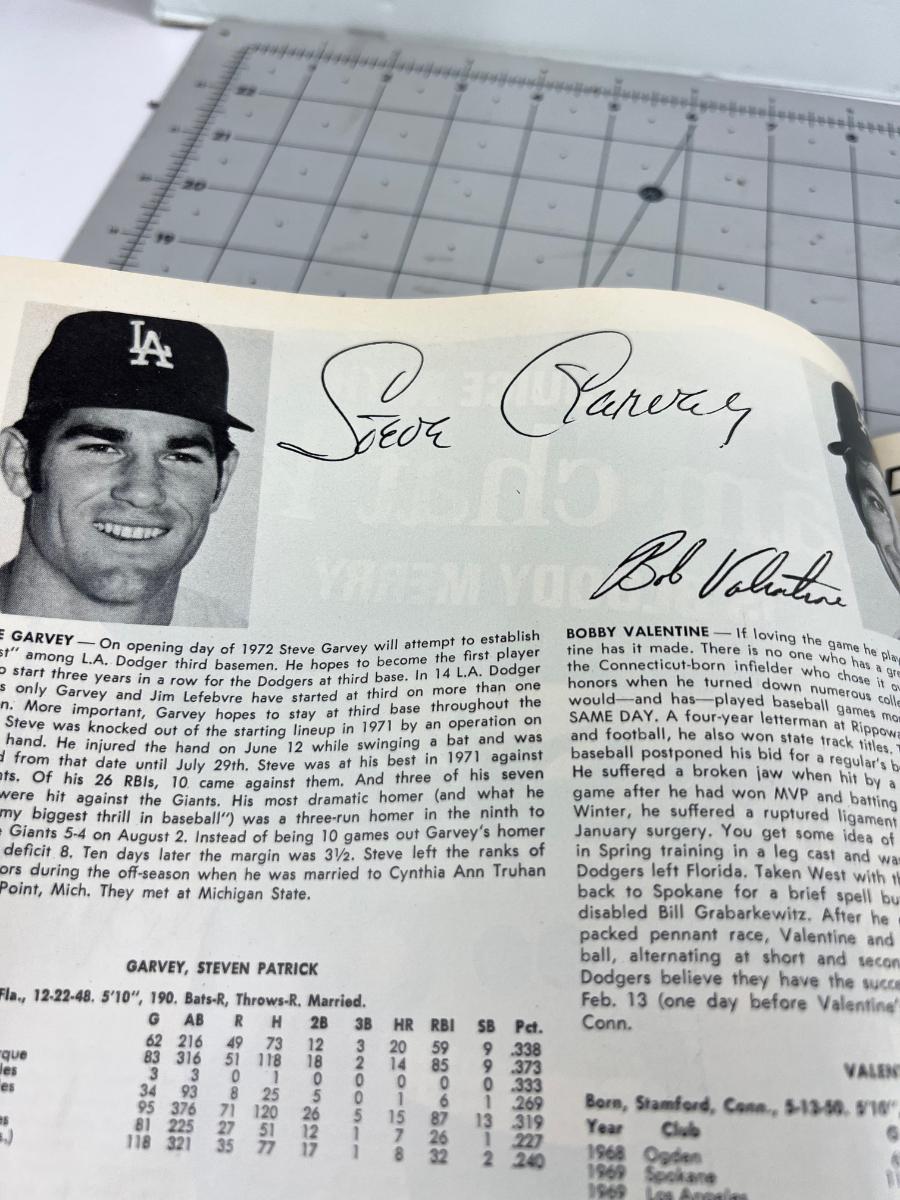 22
21
20
19
LA
Steve Garvey
Bob Valentine
GARVEY — On opening day of 1972 Steve Garvey will attempt to establish
among L.A. Dodger third basemen. He hopes to become the first player
start three years in a row for the Dodgers at third base. In 14 L.A. Dodger
only Garvey and Jim Lefebvre have started at third on more than one
More important, Garvey hopes to stay at third base throughout the
Steve was knocked out of the starting lineup in 1971 by an operation on
hand. He injured the hand on June 12 while swinging a bat and was
from that date until July 29th. Steve was at his best in 1971 against
Of his 26 RBIs, 10 came against them. And three of his seven
were hit against the Giants. His most dramatic homer (and what he
my biggest thrill in baseball") was a three-run homer in the ninth to
Giants 5-4 on August 2. Instead of being 10 games out Garvey's homer
deficit 8. Ten days later the margin was 3½. Steve left the ranks of
during the off-season when he was married to Cynthia Ann Truhan
Point, Mich. They met at Michigan State.
GARVEY, STEVEN PATRICK
Fla., 12-22-48. 5'10", 190. Bats-R, Throws-R. Married.
G AB R H 2B 3B HR RBI SB Pct.
62 216 49 73 12 3 20 59 9 .338
83 316 51 118 18 2 14 85 9 .373
3 3 0 1 0 0 0 0 0 .333
34 93 8 25 5 0 1 6 1 .269
95 376 71 120 26 5 15 87 13 .319
81 225 27 51 12 1 7 26 1 .227
118 321 35 77 17 1 8 32 2 .240
BOBBY VALENTINE — If loving the game he
tine has it made. There is no one who has a
the Connecticut-born infielder who chose it
honors when he turned down numerous
would—and has—played baseball games
SAME DAY. A four-year letterman at
and football, he also won state track titles.
baseball postponed his bid for a regular's
He suffered a broken jaw when hit by a
game after he had won MVP and batting
Winter, he suffered a ruptured ligament
January surgery. You get some idea of
in Spring training in a leg cast and
Dodgers left Florida. Taken West with
back to Spokane for a brief spell
disabled Bill Grabarkewitz. After he
packed pennant race, Valentine and
ball, alternating at short and
Dodgers believe they have the
Feb. 13 (one day before
Conn.
Born, Stamford, Conn., 5-13-50. 5'10"
Year Club
1968 Ogden
1969 Spokane
1969 Los Angeles